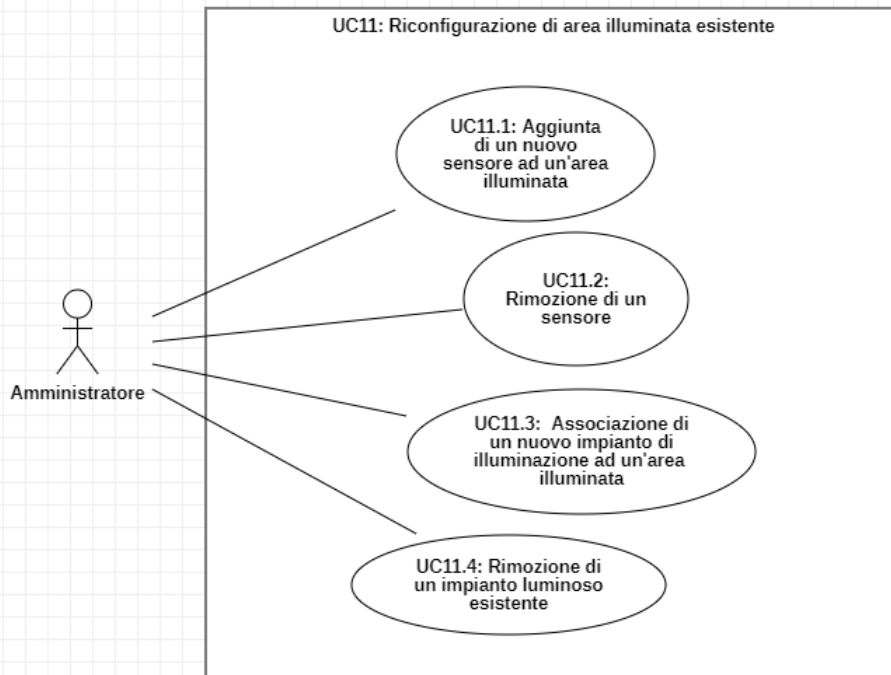 UC11: Riconfigurazione di area illuminata esistente
UC11.1: Aggiunta
di un nuovo
sensore ad un'area
illuminata
UC11.2:
Rimozione di un
sensore
Amministratore
UC11.3: Associazione di
un nuovo impianto di
illuminazione ad un'area
illuminata
UC11.4: Rimozione di
un impianto luminoso
esistente